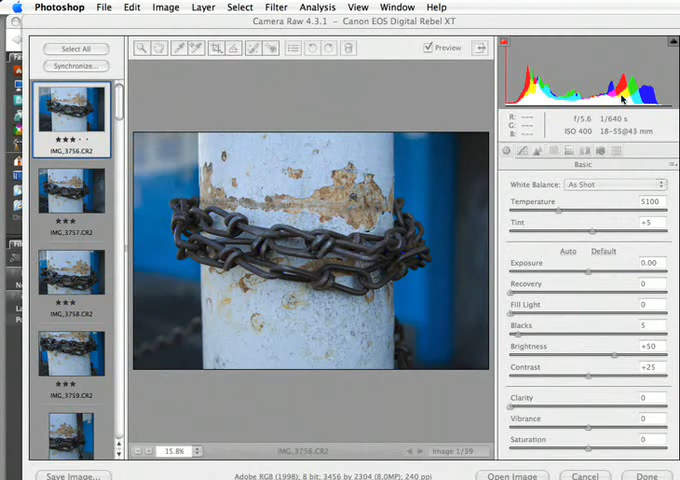 Photoshop File Edit Image Layer Select Filter Analysis View Window Help
Camera Raw 4.3.1 - Canon EOS Digital Rebel XT
Select All
Synchronize...
Preview
IMG_3756.CR2
IMG_3757.CR2
IMG_3758.CR2
IMG_3759.CR2
R: ---
G: ---
B: ---
f/5.6 1/640 s
ISO 400 18-55@43 mm
Basic
White Balance: As Shot
Temperature 5100
Tint +5
Auto Default
Exposure 0.00
Recovery 0
Fill Light 0
Blacks 5
Brightness +50
Contrast +25
Clarity 0
Vibrance 0
Saturation 0
15.8% IMG_3756.CR2 Image 1/39
Save Image... Adobe RGB (1998); 8 bit; 3456 by 2304 (8.0MP); 240 ppi Open Image Cancel Done